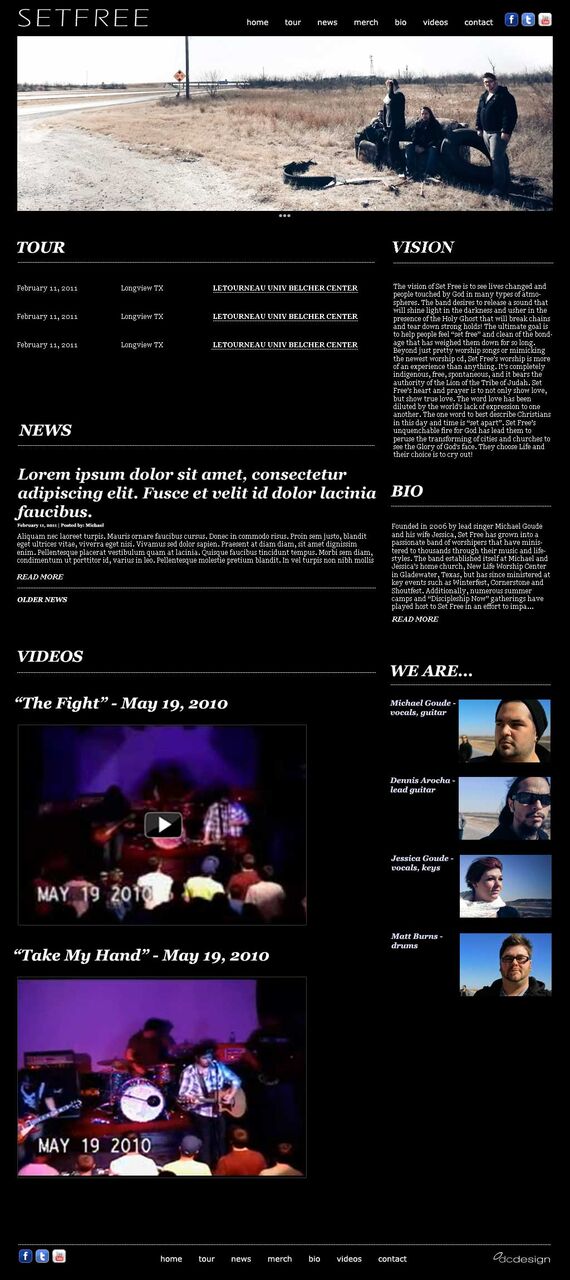 SETFREE
home tour news merch bio videos contact
TOUR
February 11, 2011 Longview TX LETOURNEAU UNIV BELCHER CENTER
February 11, 2011 Longview TX LETOURNEAU UNIV BELCHER CENTER
February 11, 2011 Longview TX LETOURNEAU UNIV BELCHER CENTER
NEWS
Lorem ipsum dolor sit amet, consectetur
adipiscing elit. Fusce et velit id dolor lacinia
faucibus.
February 11, 2011 | Posted by: Michael
Aliquam nec laoreet turpis. Mauris ornare faucibus cursus. Donec in commodo risus. Proin sem justo, blandit
eget ultrices vitae, viverra eget nisi. Vivamus sed dolor sapien. Praesent at diam diam, sit amet dignissim
enim. Pellentesque placerat vestibulum quam at lacinia. Quisque faucibus tincidunt tempus. Morbi sem diam,
condimentum ut porttitor id, varius in leo. Pellentesque molestie pretium blandit. In vel turpis non nibh mollis
READ MORE
OLDER NEWS
VIDEOS
“The Fight” - May 19, 2010
MAY 19 2010
“Take My Hand” - May 19, 2010
MAY 19 2010
VISION
The vision of Set Free is to see lives changed and
people touched by God in many types of atmo-
spheres. The band desires to release a sound that
will shine light in the darkness and usher in the
presence of the Holy Ghost that will break chains
and tear down strong holds! The ultimate goal is
to help people feel “set free” and clean of the bond-
age that has weighed them down for so long.
Beyond just pretty worship songs or mimicking
the newest worship cd, Set Free's worship is more
of an experience than anything. It's completely
indigenous, free, spontaneous, and it bears the
authority of the Lion of the Tribe of Judah. Set
Free's heart and prayer is to not only show love,
but show true love. The word love has been
diluted by the world's lack of expression to one
another. The one word to best describe Christians
in this day and time is “set apart”. Set Free's
unquenchable fire for God has lead them to
peruse the transforming of cities and churches to
see the Glory of God's face. They choose Life and
their choice is to cry out!
BIO
Founded in 2006 by lead singer Michael Goude
and his wife Jessica, Set Free has grown into a
passionate band of worshipers that have minis-
tered to thousands through their music and life-
styles. The band established itself at Michael and
Jessica's home church, New Life Worship Center
in Gladewater, Texas, but has since ministered at
key events such as Winterfest, Cornerstone and
Shoutfest. Additionally, numerous summer
camps and “Discipleship Now” gatherings have
played host to Set Free in an effort to impa...
READ MORE
WE ARE...
Michael Goude -
vocals, guitar
Dennis Arocha -
lead guitar
Jessica Goude -
vocals, keys
Matt Burns -
drums
home tour news merch bio videos contact
dcdesign